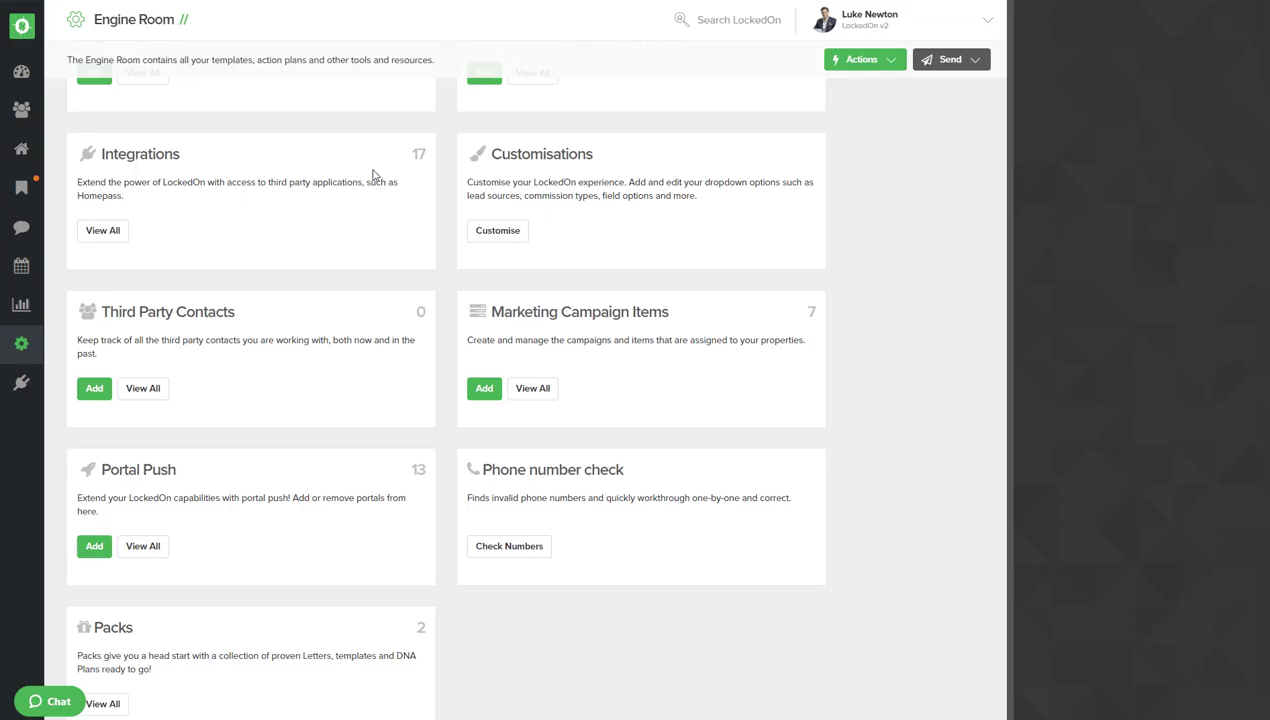 Engine Room //
Search LockedOn
Luke Newton
LockedOn v2
The Engine Room contains all your templates, action plans and other tools and resources.
Actions
Send
Add
View All
Add
View All
Integrations
17
Extend the power of LockedOn with access to third party applications, such as
Homepass.
View All
Customisations
Customise your LockedOn experience. Add and edit your dropdown options such as
lead sources, commission types, field options and more.
Customise
Third Party Contacts
0
Keep track of all the third party contacts you are working with, both now and in the
past.
Add
View All
Marketing Campaign Items
7
Create and manage the campaigns and items that are assigned to your properties.
Add
View All
Portal Push
13
Extend your LockedOn capabilities with portal push! Add or remove portals from
here.
Add
View All
Phone number check
Finds invalid phone numbers and quickly workthrough one-by-one and correct.
Check Numbers
Packs
2
Packs give you a head start with a collection of proven Letters, templates and DNA
Plans ready to go!
View All
Chat